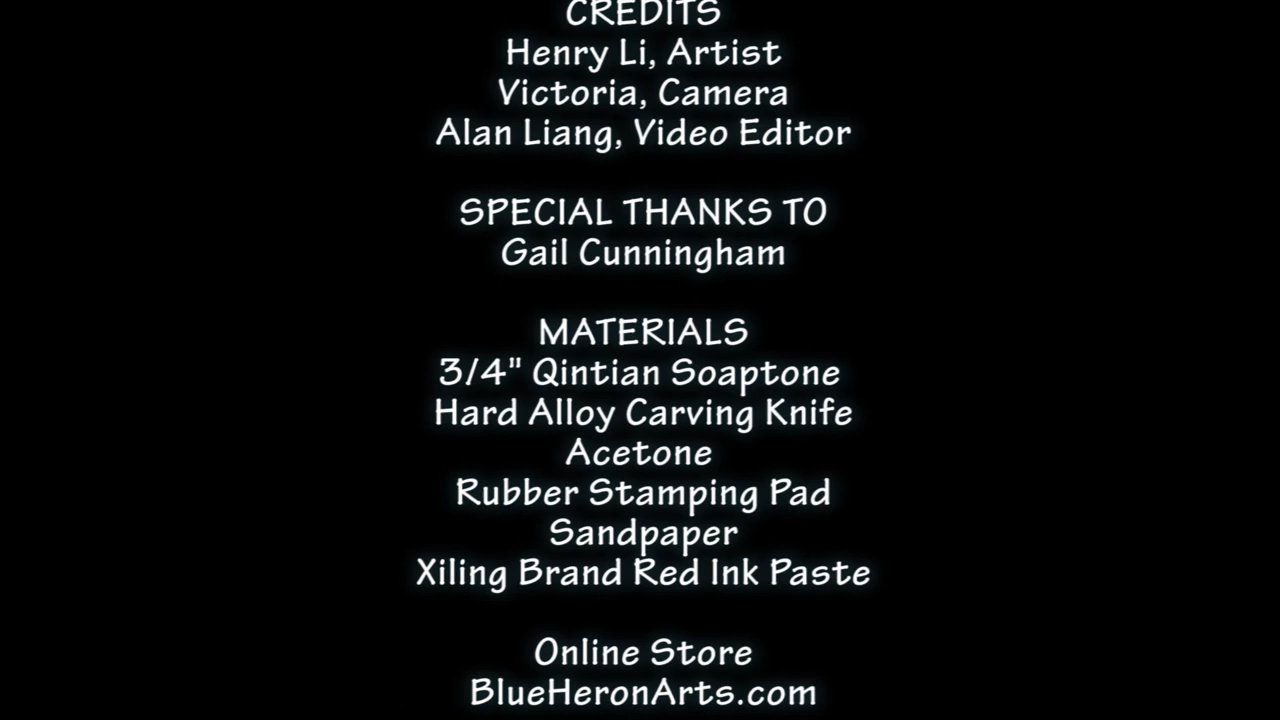 CREDITS
Henry Li, Artist
Victoria, Camera
Alan Liang, Video Editor
SPECIAL THANKS TO
Gail Cunningham
MATERIALS
3/4" Qintian Soaptone
Hard Alloy Carving Knife
Acetone
Rubber Stamping Pad
Sandpaper
Xiling Brand Red Ink Paste
Online Store
BlueHeronArts.com